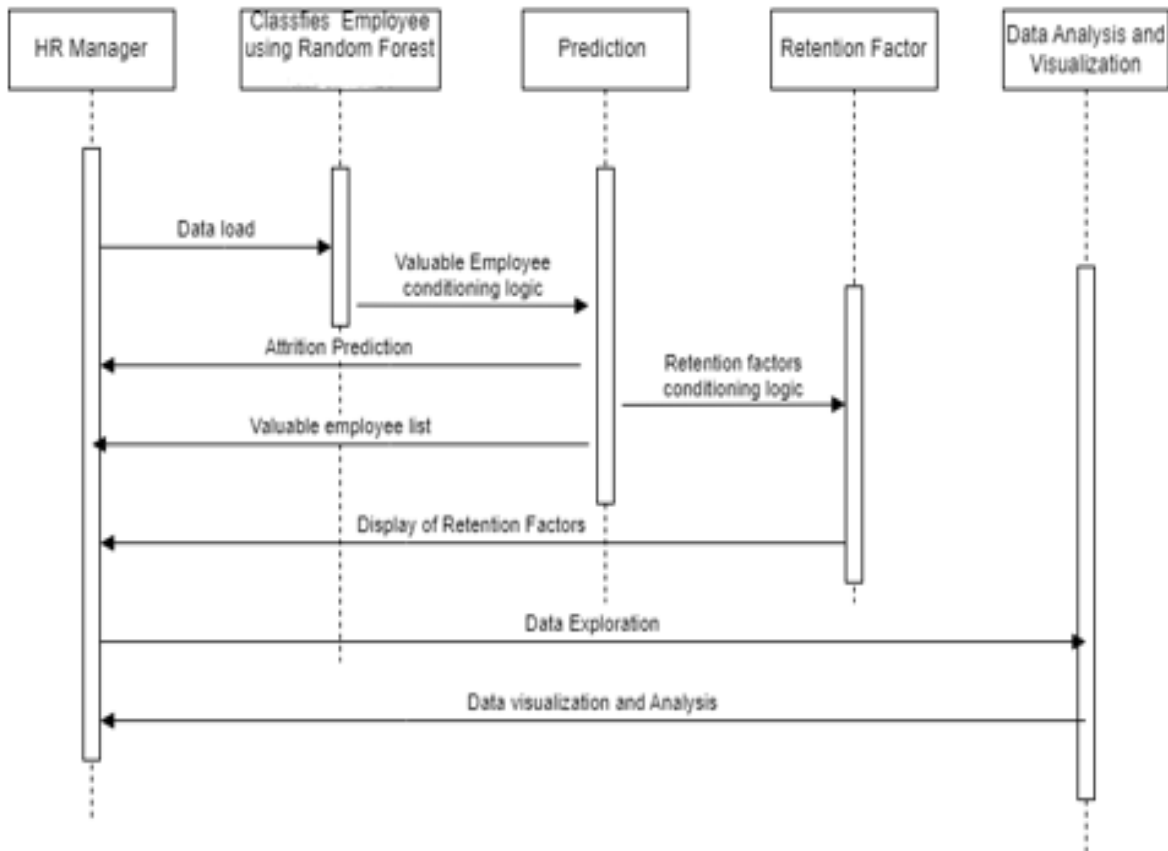 HR Manager
Classfies Employee
using Random Forest
Prediction
Retention Factor
Data Analysis and
Visualization
Data load
Valuable Employee
conditioning logic
Attrition Prediction
Retention factors
conditioning logic
Valuable employee list
Display of Retention Factors
Data Exploration
Data visualization and Analysis